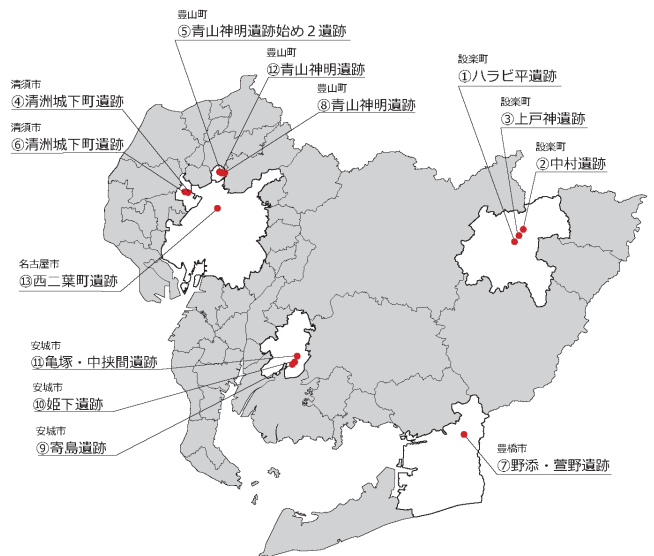 豊山町
⑤青山神明遺跡始め２遺跡
豊山町
⑫青山神明遺跡
豊山町
⑧青山神明遺跡
清須市
④清洲城下町遺跡
清須市
⑥清洲城下町遺跡
設楽町
①ハラビ平遺跡
設楽町
③上戸神遺跡
設楽町
②中村遺跡
名古屋市
⑬西二葉町遺跡
安城市
⑪亀塚・中狭間遺跡
安城市
⑩姫下遺跡
安城市
⑨寄島遺跡
豊橋市
⑦野添・萱野遺跡